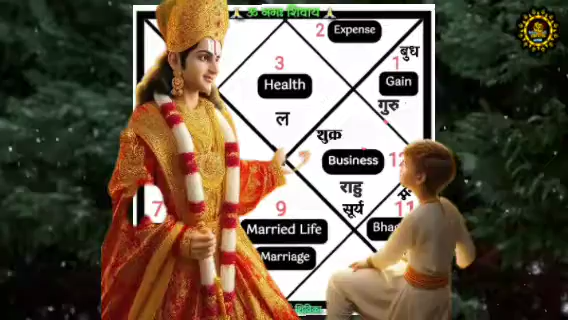 ॐ नमः शिवाय
2
Expense
बुध
3
1
Health
Gain
गुरु
ल
शुक्र
Business
12
राहु
सूर्य
7
9
11
Married Life
Marriage